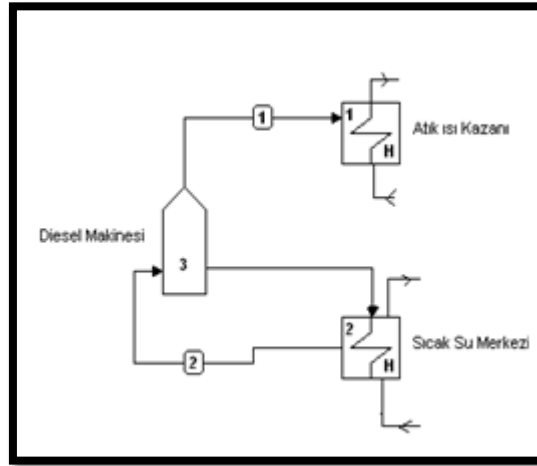 1
1
Atık ısı Kazanı
H
Diesel Makinesi
3
2
Sıcak Su Merkezi
2
H